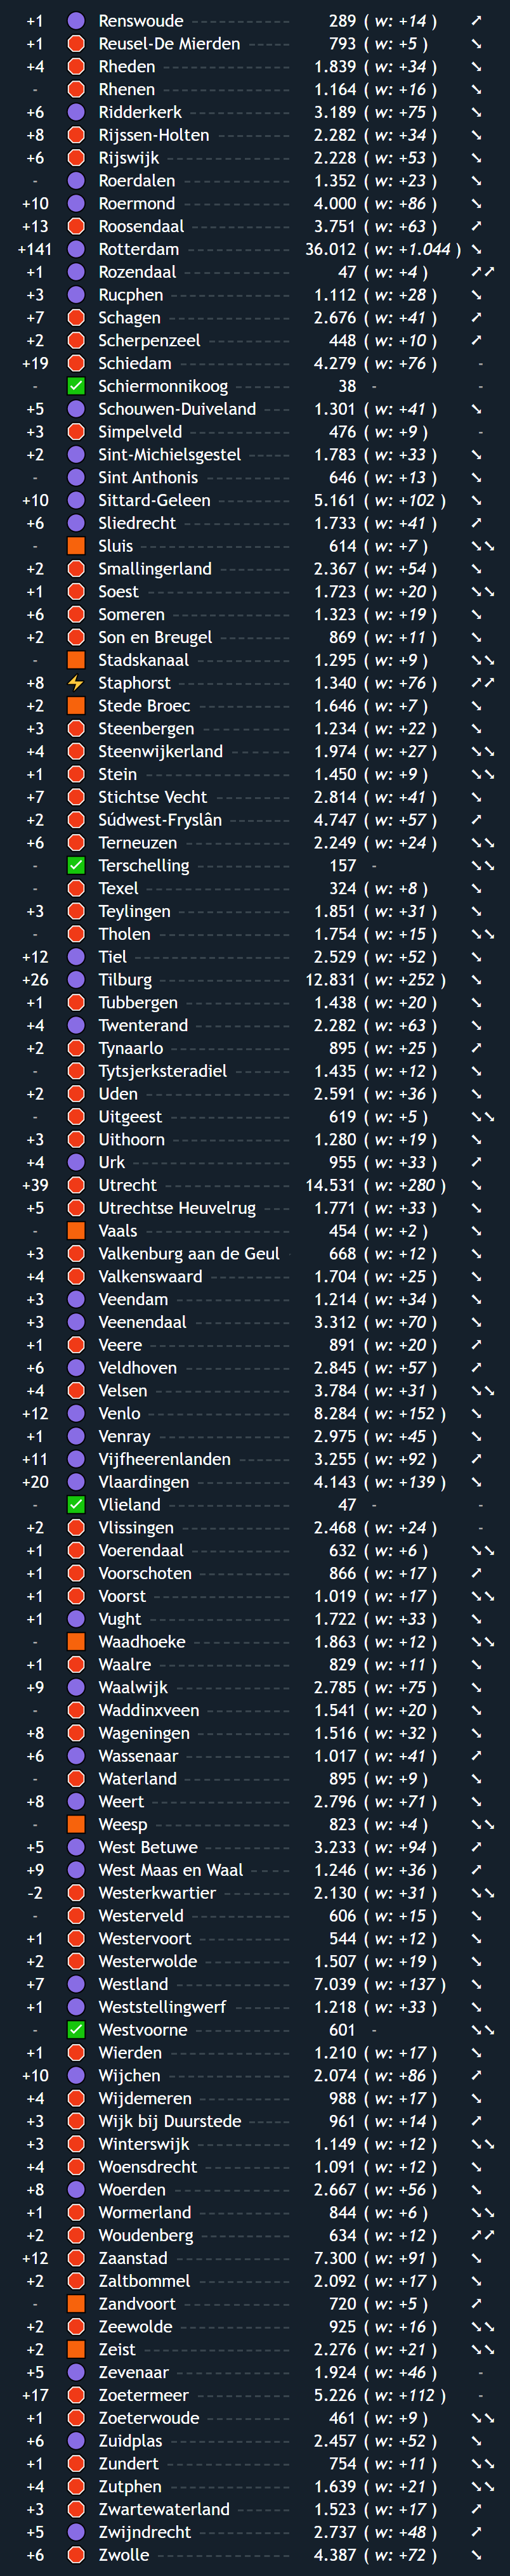 +1 Renswoude 289 ( w: +14 ) ↗
+1 Reusel-De Mierden 793 ( w: +5 ) ↘
+4 Rheden 1.839 ( w: +34 ) ↘
- Rhenen 1.164 ( w: +16 ) ↘
+6 Ridderkerk 3.189 ( w: +75 ) ↘
+8 Rijssen-Holten 2.282 ( w: +34 ) ↘
+6 Rijswijk 2.228 ( w: +53 ) ↘
- Roerdalen 1.352 ( w: +23 ) ↘
+10 Roermond 4.000 ( w: +86 ) ↘
+13 Roosendaal 3.751 ( w: +63 ) ↗
+141 Rotterdam 36.012 ( w: +1.044 ) ↘
+1 Rozendaal 47 ( w: +4 ) ↗↗
+3 Rucphen 1.112 ( w: +28 ) ↘
+7 Schagen 2.676 ( w: +41 ) ↗
+2 Scherpenzeel 448 ( w: +10 ) ↗
+19 Schiedam 4.279 ( w: +76 ) -
- Schiermonnikoog 38 - -
+5 Schouwen-Duiveland 1.301 ( w: +41 ) ↘
+3 Simpelveld 476 ( w: +9 ) -
+2 Sint-Michielsgestel 1.783 ( w: +33 ) ↘
- Sint Anthonis 646 ( w: +13 ) ↘
+10 Sittard-Geleen 5.161 ( w: +102 ) ↘
+6 Sliedrecht 1.733 ( w: +41 ) ↗
- Sluis 614 ( w: +7 ) ↘↘
+2 Smallingerland 2.367 ( w: +54 ) ↘
+1 Soest 1.723 ( w: +20 ) ↘↘
+6 Someren 1.323 ( w: +19 ) ↘
+2 Son en Breugel 869 ( w: +11 ) ↘
- Stadskanaal 1.295 ( w: +9 ) ↘↘
+8 Staphorst 1.340 ( w: +76 ) ↗↗
+2 Stede Broec 1.646 ( w: +7 ) ↘
+3 Steenbergen 1.234 ( w: +22 ) ↘
+4 Steenwijkerland 1.974 ( w: +27 ) ↘↘
+1 Stein 1.450 ( w: +9 ) ↘↘
+7 Stichtse Vecht 2.814 ( w: +41 ) ↘
+2 Súdwest-Fryslân 4.747 ( w: +57 ) ↗
+6 Terneuzen 2.249 ( w: +24 ) ↘↘
- Terschelling 157 - ↘↘
- Texel 324 ( w: +8 ) ↘
+3 Teylingen 1.851 ( w: +31 ) ↘
- Tholen 1.754 ( w: +15 ) ↘↘
+12 Tiel 2.529 ( w: +52 ) ↘
+26 Tilburg 12.831 ( w: +252 ) ↘
+1 Tubbergen 1.438 ( w: +20 ) ↘
+4 Twenterand 2.282 ( w: +63 ) ↘
+2 Tynaarlo 895 ( w: +25 ) ↗
- Tytsjerksteradiel 1.435 ( w: +12 ) ↘
+2 Uden 2.591 ( w: +36 ) ↘
- Uitgeest 619 ( w: +5 ) ↘↘
+3 Uithoorn 1.280 ( w: +19 ) ↘
+4 Urk 955 ( w: +33 ) ↗
+39 Utrecht 14.531 ( w: +280 ) ↘
+5 Utrechtse Heuvelrug 1.771 ( w: +33 ) ↘
- Vaals 454 ( w: +2 ) ↘
+3 Valkenburg aan de Geul 668 ( w: +12 ) ↘
+4 Valkenswaard 1.704 ( w: +25 ) ↘
+3 Veendam 1.214 ( w: +34 ) ↘
+3 Veenendaal 3.312 ( w: +70 ) ↘
+1 Veere 891 ( w: +20 ) ↗
+6 Veldhoven 2.845 ( w: +57 ) ↗
+4 Velsen 3.784 ( w: +31 ) ↘↘
+12 Venlo 8.284 ( w: +152 ) ↘
+1 Venray 2.975 ( w: +45 ) ↘
+11 Vijfheerenlanden 3.255 ( w: +92 ) ↗
+20 Vlaardingen 4.143 ( w: +139 ) ↘
- Vlieland 47 - -
+2 Vlissingen 2.468 ( w: +24 ) -
+1 Voerendaal 632 ( w: +6 ) ↘↘
+1 Voorschoten 866 ( w: +17 ) ↗
+1 Voorst 1.019 ( w: +17 ) ↘↘
+1 Vught 1.722 ( w: +33 ) ↘
- Waadhoeke 1.863 ( w: +12 ) ↘↘
+1 Waalre 829 ( w: +11 ) ↘
+9 Waalwijk 2.785 ( w: +75 ) ↘
- Waddinxveen 1.541 ( w: +20 ) ↘
+8 Wageningen 1.516 ( w: +32 ) ↘
+6 Wassenaar 1.017 ( w: +41 ) ↗
- Waterland 895 ( w: +9 ) ↘
+8 Weert 2.796 ( w: +71 ) ↘
- Weesp 823 ( w: +4 ) ↘↘
+5 West Betuwe 3.233 ( w: +94 ) ↗
+9 West Maas en Waal 1.246 ( w: +36 ) ↗
-2 Westerkwartier 2.130 ( w: +31 ) ↘↘
- Westerveld 606 ( w: +15 ) ↘
+1 Westervoort 544 ( w: +12 ) ↘
+2 Westerwolde 1.507 ( w: +19 ) ↘
+7 Westland 7.039 ( w: +137 ) ↘
+1 Weststellingwerf 1.218 ( w: +33 ) ↘
- Westvoorne 601 - ↘↘
+1 Wierden 1.210 ( w: +17 ) ↘
+10 Wijchen 2.074 ( w: +86 ) ↗
+4 Wijdemeren 988 ( w: +17 ) ↘
+3 Wijk bij Duurstede 961 ( w: +14 ) ↗
+3 Winterswijk 1.149 ( w: +12 ) ↘↘
+4 Woensdrecht 1.091 ( w: +12 ) ↘
+8 Woerden 2.667 ( w: +56 ) ↘
+1 Wormerland 844 ( w: +6 ) ↘↘
+2 Woudenberg 634 ( w: +12 ) ↗↗
+12 Zaanstad 7.300 ( w: +91 ) ↘
+2 Zaltbommel 2.092 ( w: +17 ) ↘
- Zandvoort 720 ( w: +5 ) ↗
+2 Zeewolde 925 ( w: +16 ) ↘↘
+2 Zeist 2.276 ( w: +21 ) ↘↘
+5 Zevenaar 1.924 ( w: +46 ) -
+17 Zoetermeer 5.226 ( w: +112 ) -
+1 Zoeterwoude 461 ( w: +9 ) ↘↘
+6 Zuidplas 2.457 ( w: +52 ) ↘
+1 Zundert 754 ( w: +11 ) ↘↘
+4 Zutphen 1.639 ( w: +21 ) ↘↘
+3 Zwartewaterland 1.523 ( w: +17 ) ↗
+5 Zwijndrecht 2.737 ( w: +48 ) ↗
+6 Zwolle 4.387 ( w: +72 ) ↘